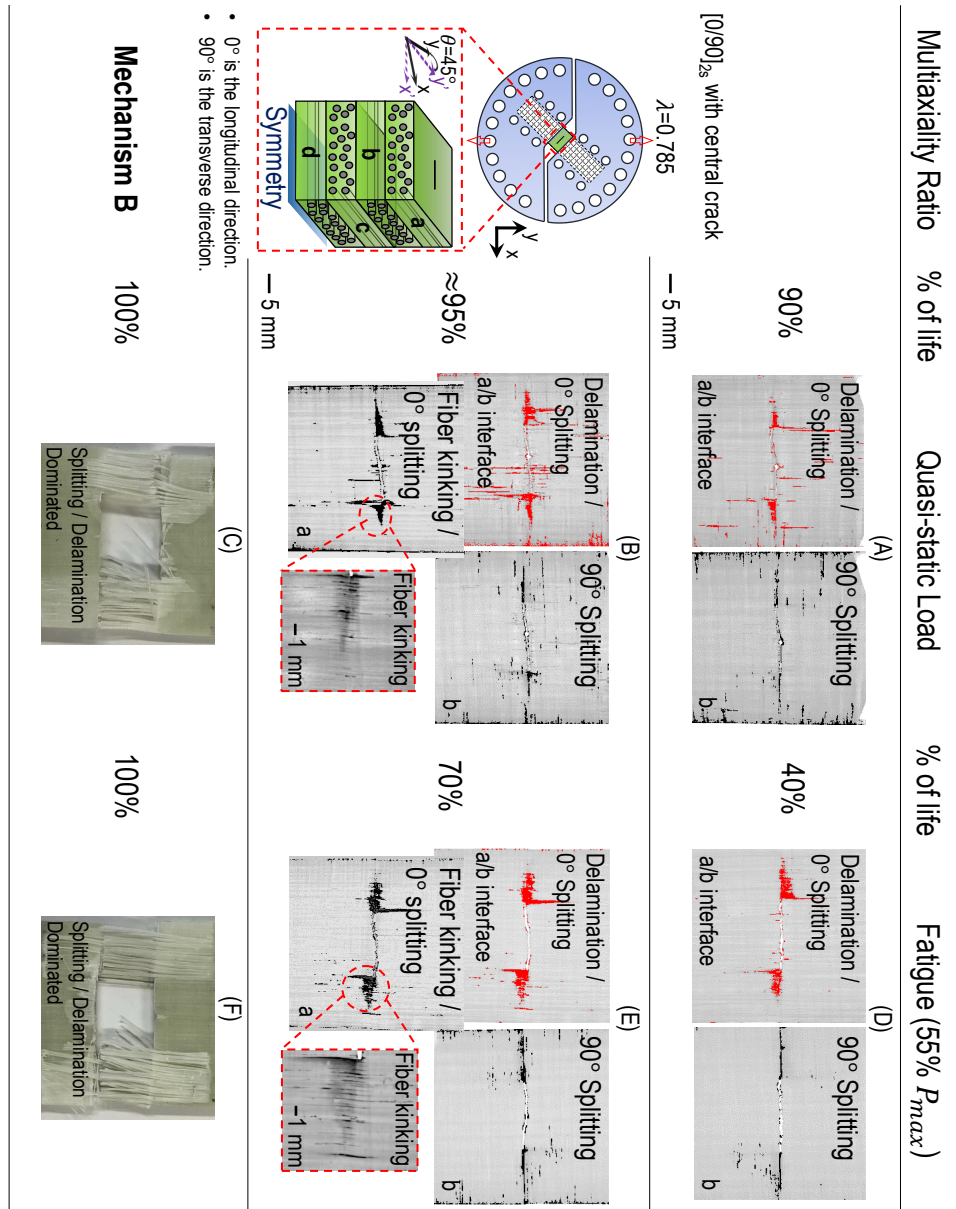 Multiaxiality Ratio
% of life
Quasi-static Load
% of life
Fatigue (55% P_max)
[0/90]_2s with central crack
λ=0.785
y
x
θ=45°
y
y'
x
x'
a
b
c
d
Symmetry
• 0° is the longitudinal direction.
• 90° is the transverse direction.
Mechanism B
90%
5 mm
(A)
Delamination /
0° Splitting
a/b interface
90° Splitting
b
40%
(D)
Delamination /
0° Splitting
a/b interface
90° Splitting
b
≈95%
5 mm
(B)
Delamination /
0° Splitting
a/b interface
90° Splitting
b
Fiber kinking /
0° splitting
a
Fiber kinking
1 mm
70%
(E)
Delamination /
0° Splitting
a/b interface
90° Splitting
b
Fiber kinking /
0° splitting
a
Fiber kinking
1 mm
100%
(C)
Splitting / Delamination
Dominated
100%
(F)
Splitting / Delamination
Dominated